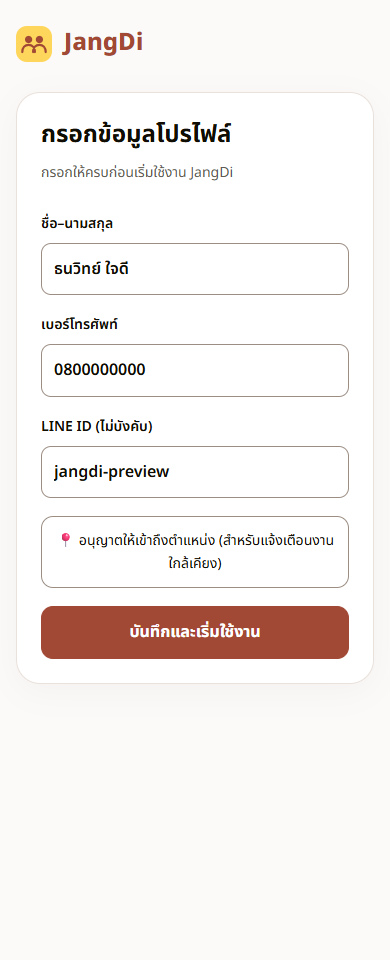 JangDi
กรอกข้อมูลโปรไฟล์
กรอกให้ครบก่อนเริ่มใช้งาน JangDi
ชื่อ–นามสกุล
ธนวิทย์ ใจดี
เบอร์โทรศัพท์
0800000000
LINE ID (ไม่บังคับ)
jangdi-preview
📍 อนุญาตให้เข้าถึงตำแหน่ง (สำหรับแจ้งเตือนงาน
ใกล้เคียง)
บันทึกและเริ่มใช้งาน